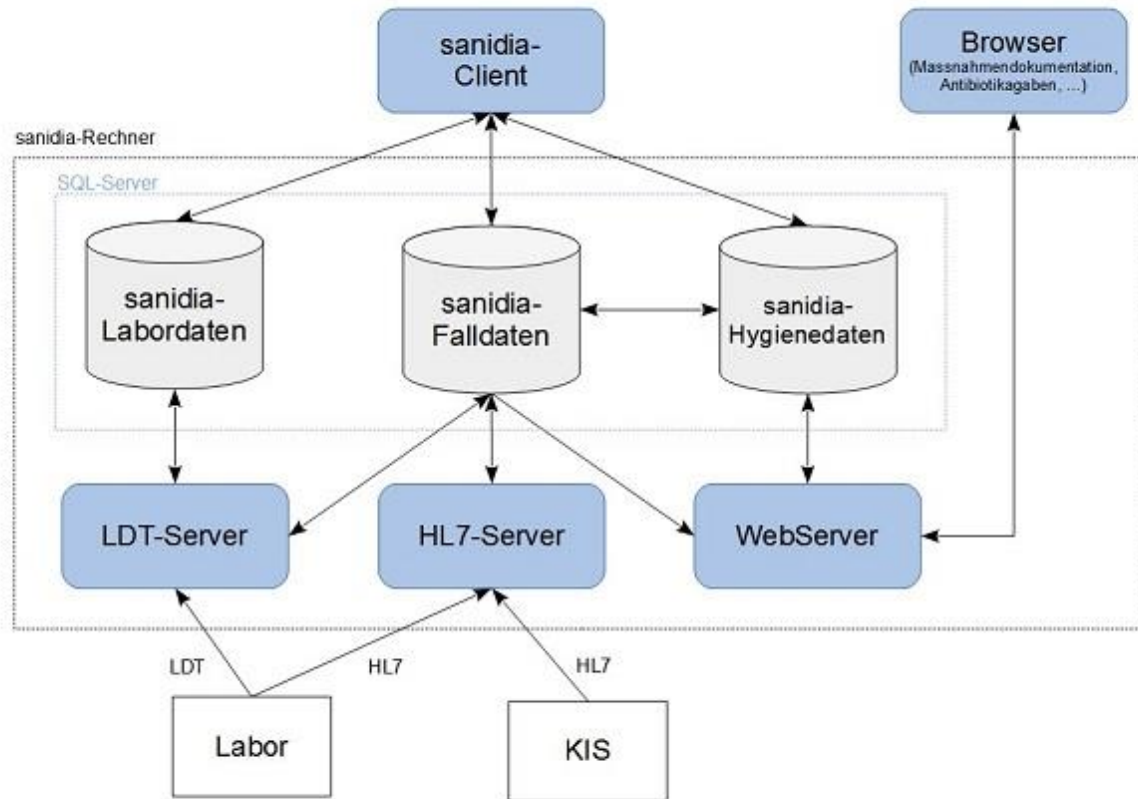 sanidia-
Client
Browser
(Massnahmendokumentation,
Antibiotikagaben, ...)
sanidia-Rechner
SQL-Server
sanidia-
Labordaten
sanidia-
Falldaten
sanidia-
Hygienedaten
LDT-Server
HL7-Server
WebServer
LDT
HL7
HL7
Labor
KIS